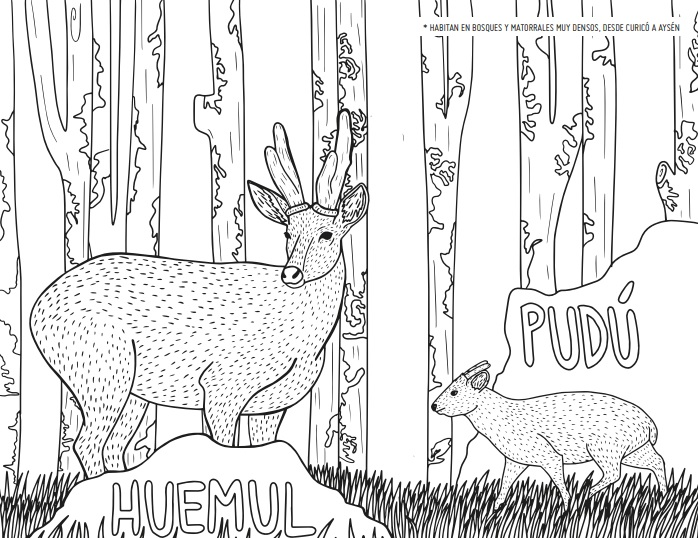 * HABITAN EN BOSQUES Y MATORRALES MUY DENSOS, DESDE CURICÓ A AYSÉN
PUDÚ
HUEMUL